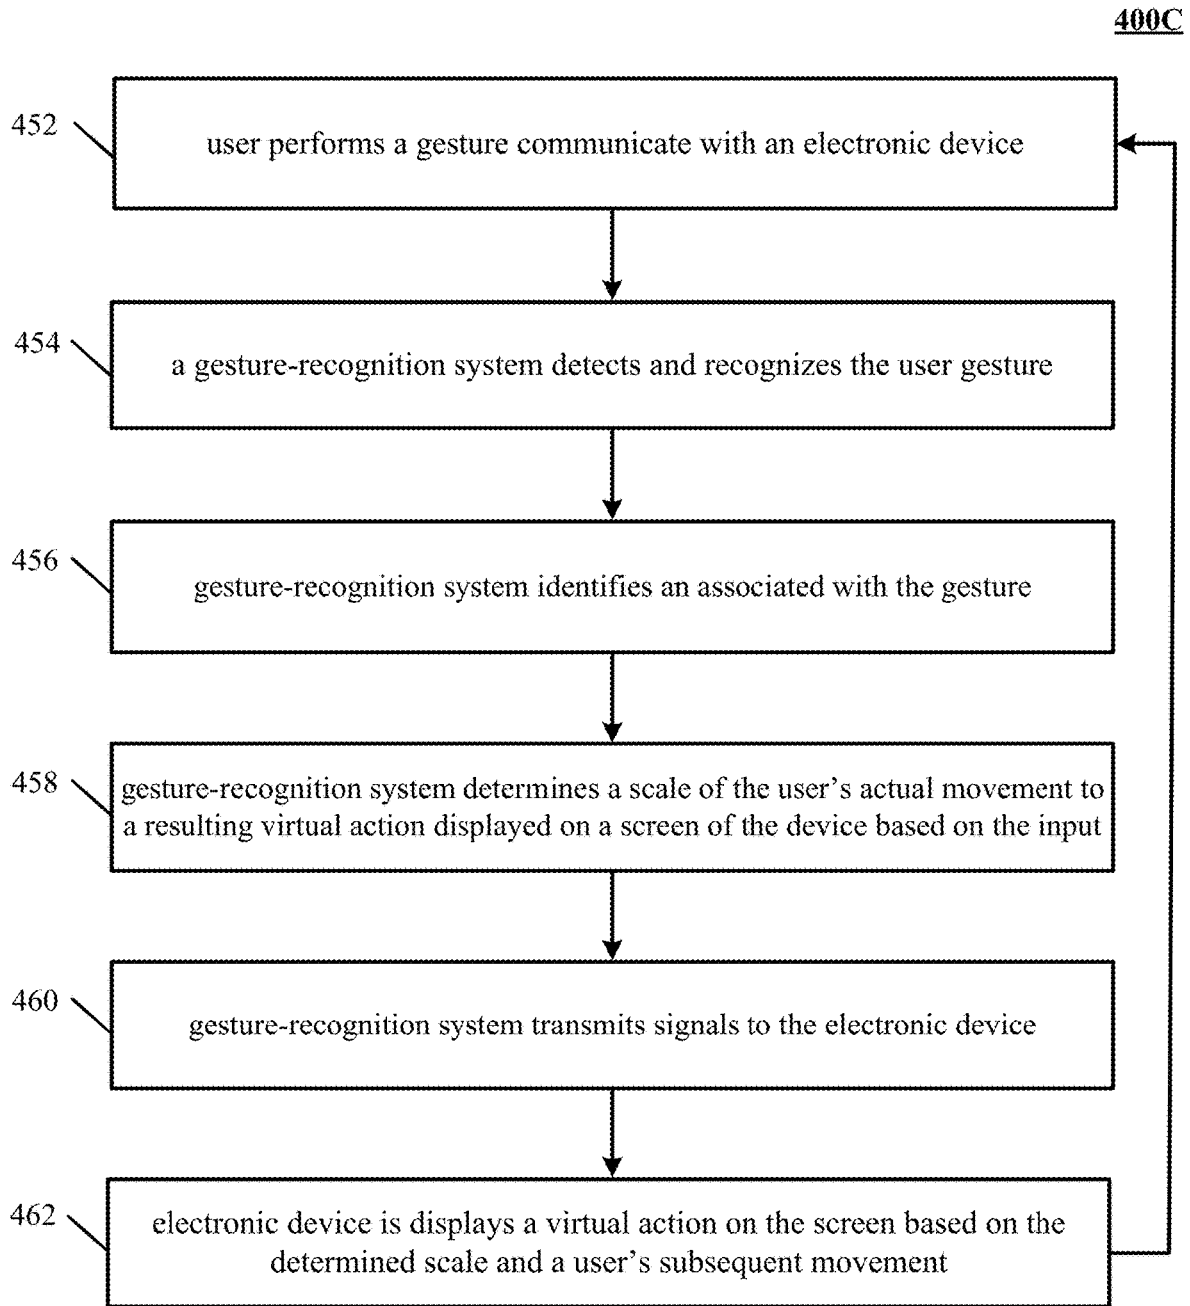 400C
452
user performs a gesture communicate with an electronic device
454
a gesture-recognition system detects and recognizes the user gesture
456
gesture-recognition system identifies an associated with the gesture
458
gesture-recognition system determines a scale of the user's actual movement to
a resulting virtual action displayed on a screen of the device based on the input
460
gesture-recognition system transmits signals to the electronic device
462
electronic device is displays a virtual action on the screen based on the
determined scale and a user's subsequent movement